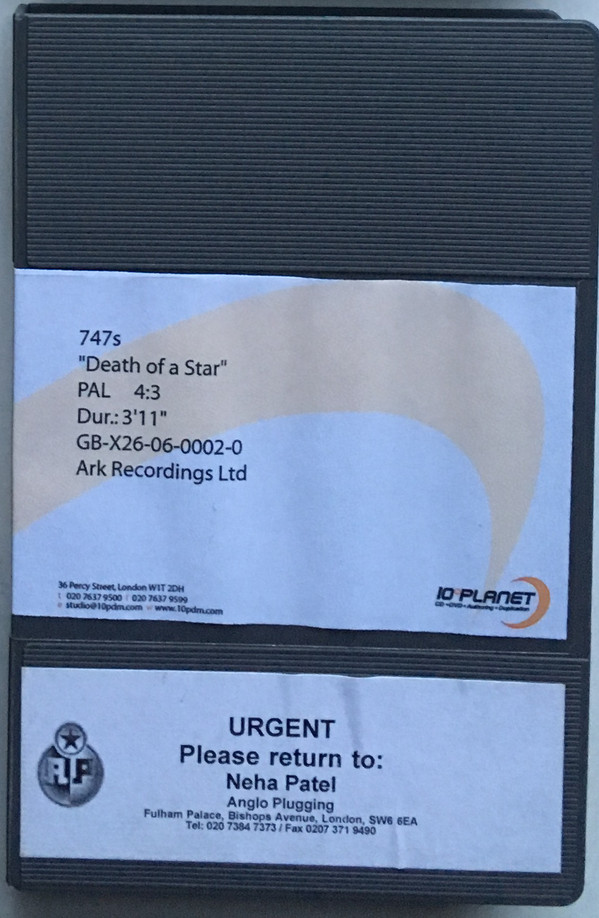 747s
"Death of a Star"
PAL 4:3
Dur.: 3'11"
GB-X26-06-0002-0
Ark Recordings Ltd
36 Percy Street, London W1T 2DH
t 020 7637 9500 f 020 7637 9599
e studio@10pdm.com w www.10pdm.com
10 PLANET
CD • DVD • Authoring • Duplication
URGENT
Please return to:
Neha Patel
Anglo Plugging
Fulham Palace, Bishops Avenue, London, SW6 6EA
Tel: 020 7384 7373 / Fax 0207 371 9490
AP